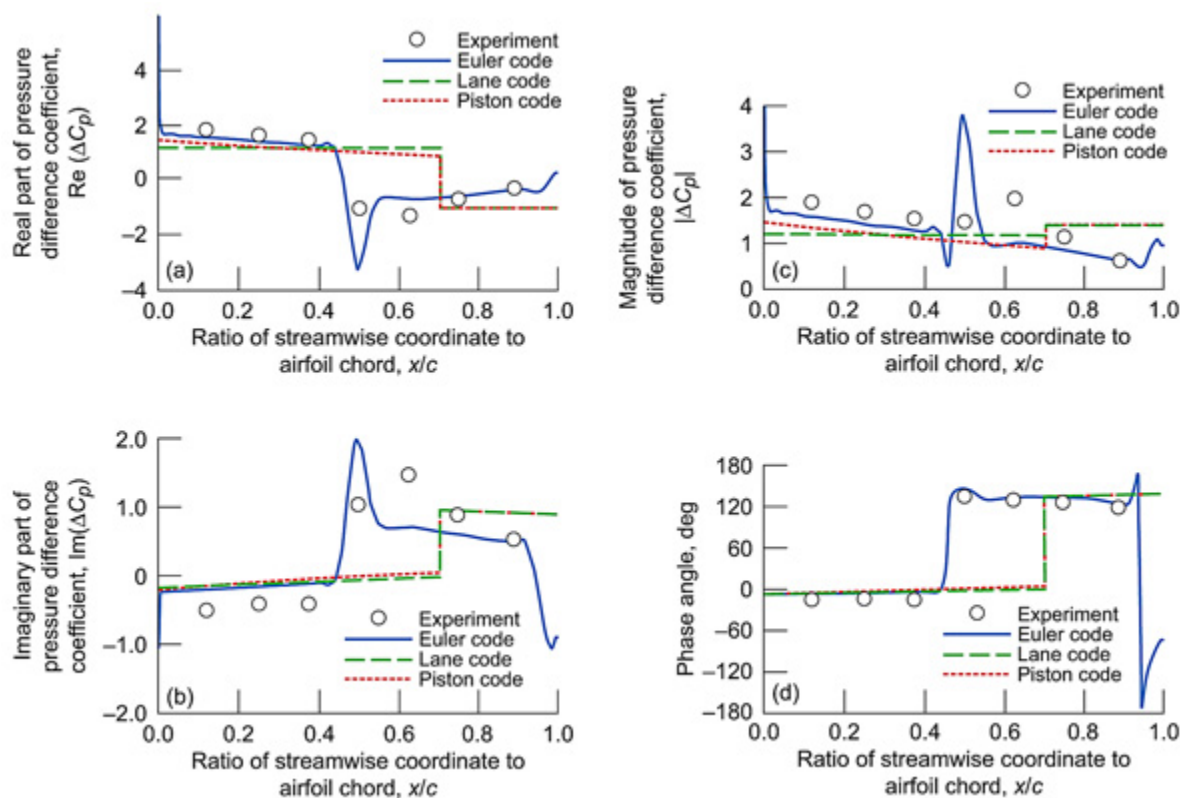 Real part of pressure
difference coefficient,
Re (ΔCp)
4
2
0
–2
–4
Experiment
Euler code
Lane code
Piston code
(a)
0.0 0.2 0.4 0.6 0.8 1.0
Ratio of streamwise coordinate to
airfoil chord, x/c
Magnitude of pressure
difference coefficient,
|ΔCp|
4
3
2
1
0
Experiment
Euler code
Lane code
Piston code
(c)
0.0 0.2 0.4 0.6 0.8 1.0
Ratio of streamwise coordinate to
airfoil chord, x/c
Imaginary part of
pressure difference
coefficient, Im(ΔCp)
2.0
1.0
0
–1.0
–2.0
Experiment
Euler code
Lane code
Piston code
(b)
0.0 0.2 0.4 0.6 0.8 1.0
Ratio of streamwise coordinate to
airfoil chord, x/c
Phase angle, deg
180
120
60
0
–60
–120
–180
Experiment
Euler code
Lane code
Piston code
(d)
0.0 0.2 0.4 0.6 0.8 1.0
Ratio of streamwise coordinate to
airfoil chord, x/c